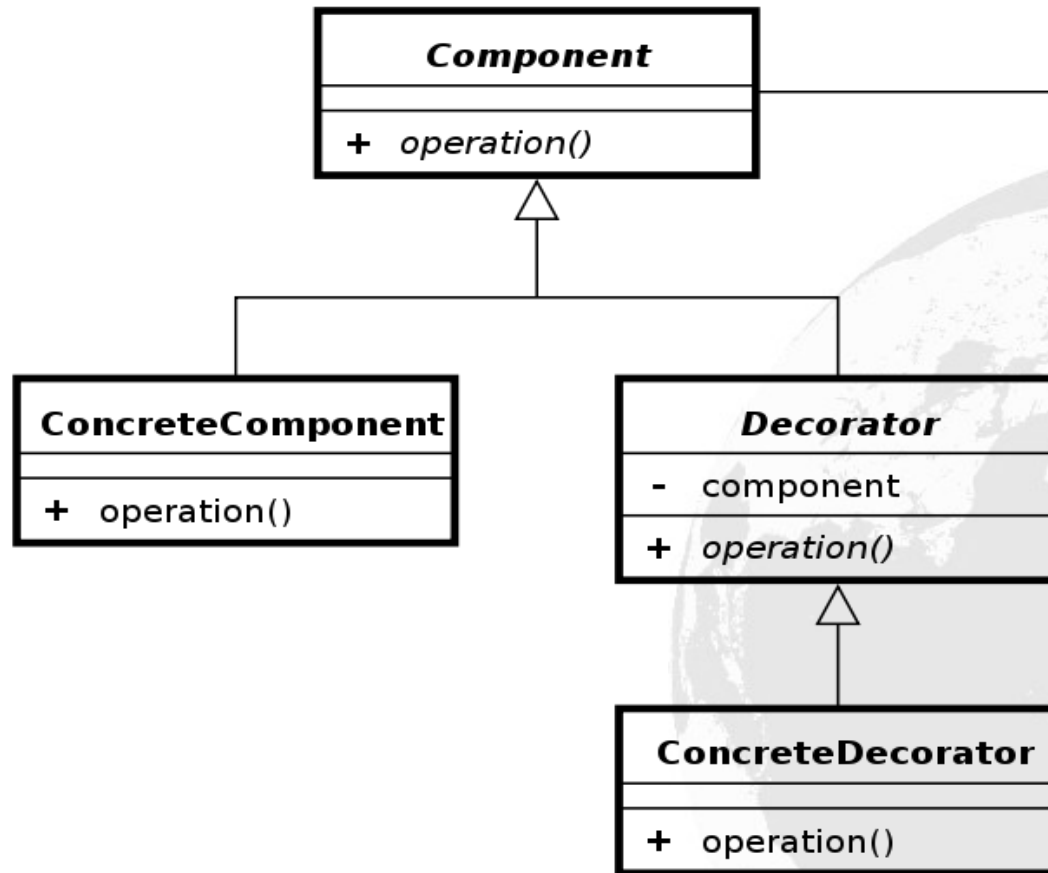 Component
+ operation()
ConcreteComponent
+ operation()
Decorator
- component
+ operation()
ConcreteDecorator
+ operation()